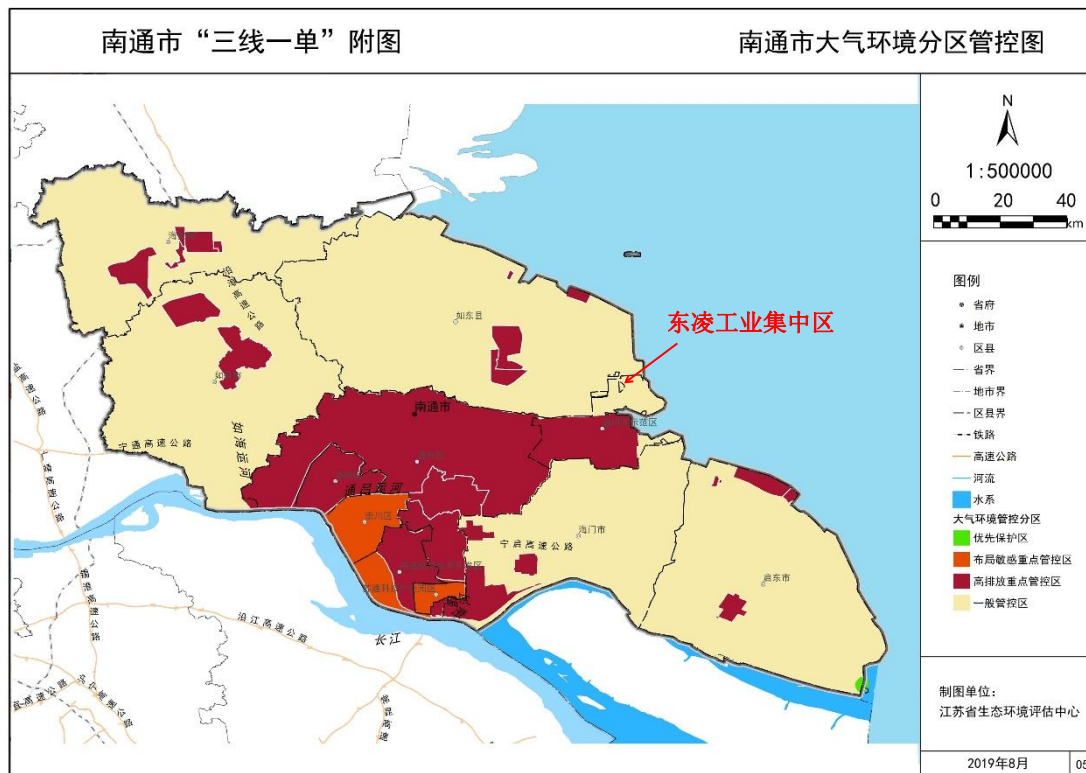 南通市“三线一单”附图
南通市大气环境分区管控图
N
1:500000
0 20 40
km
图例
省府
地市
区县
省界
地市界
区县界
铁路
高速公路
河流
水系
大气环境管控分区
优先保护区
布局敏感重点管控区
高排放重点管控区
一般管控区
制图单位：
江苏省生态环境评估中心
2019年8月
05
如东县
东凌工业集中区
南通市
宁通高速公路
如海运河
通吕运河
崇川区
海门市
宁启高速公路
启东市
沿江高速公路
长江